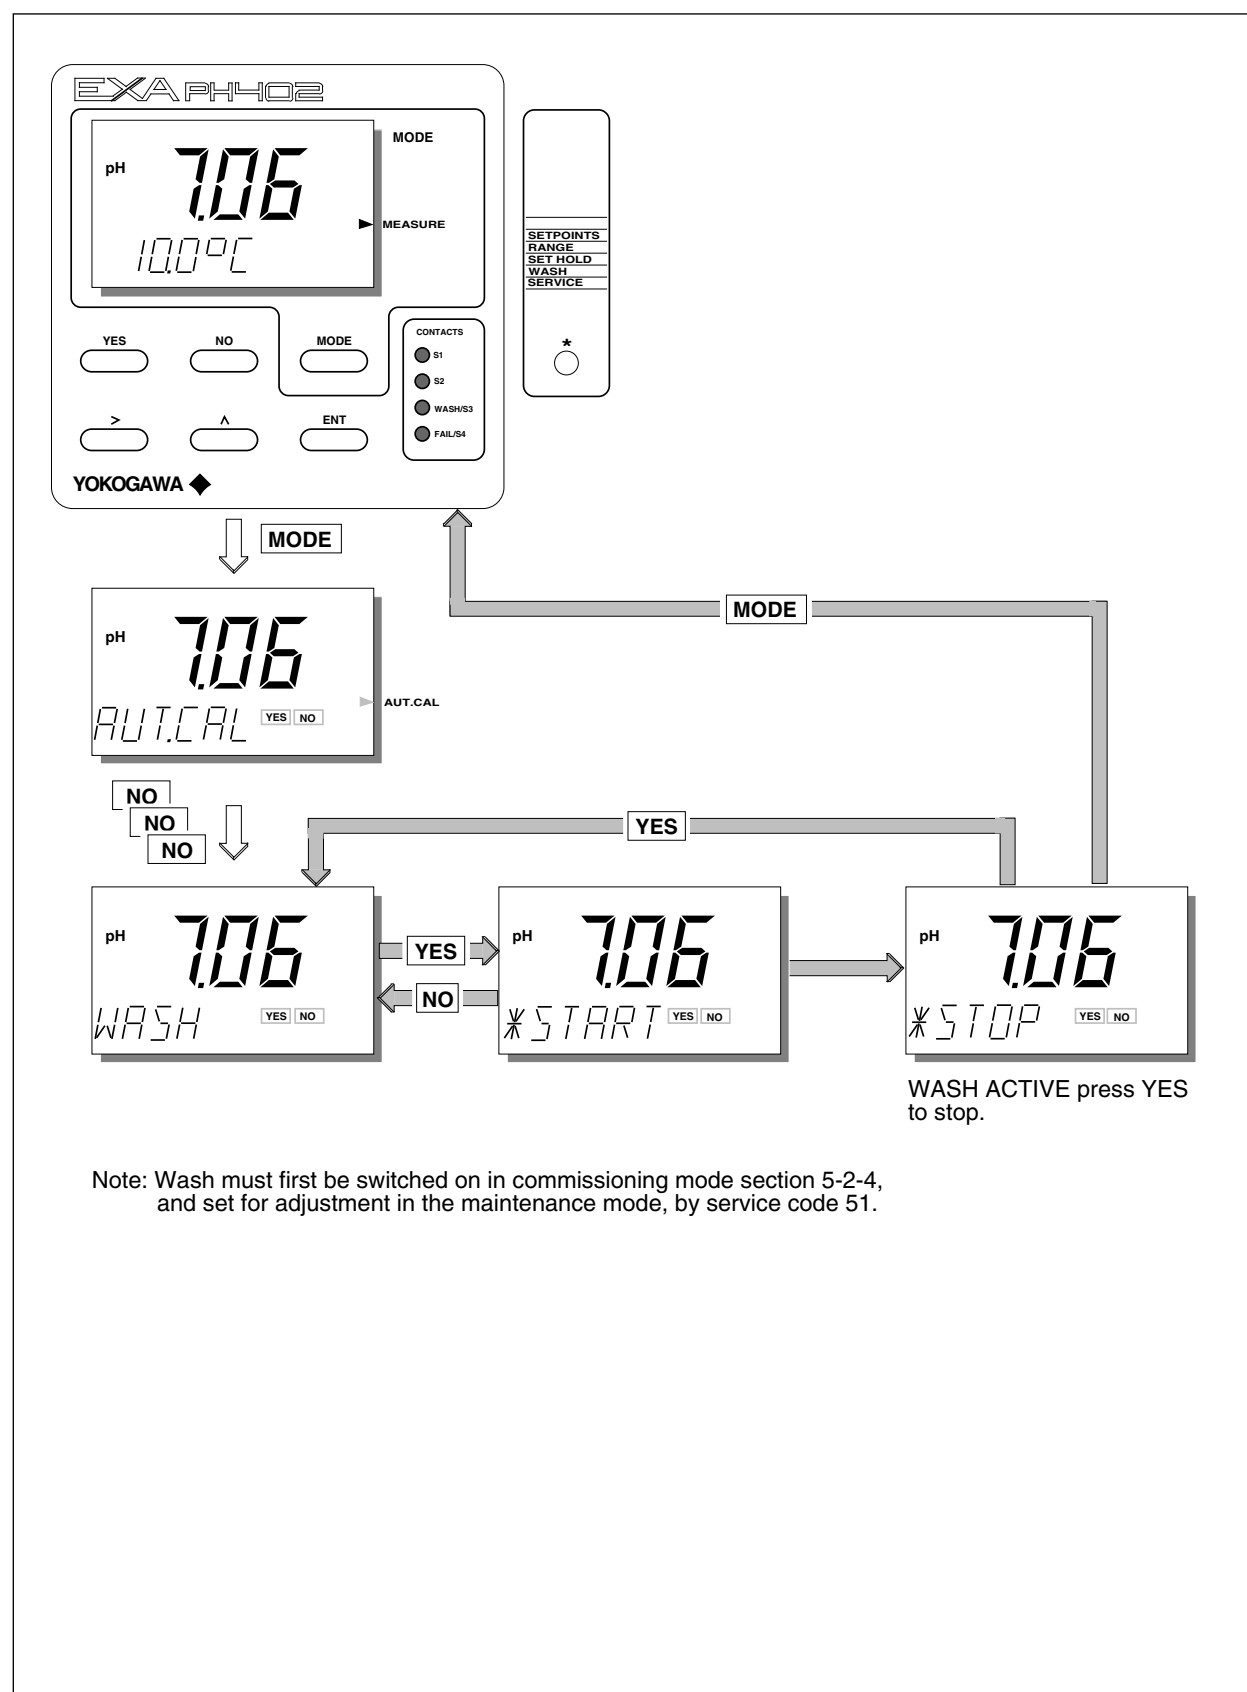 EXA PH402
MODE
pH
7.06
MEASURE
10.0°C
SETPOINTS
RANGE
SET HOLD
WASH
SERVICE
*
YES
NO
MODE
CONTACTS
S1
S2
WASH/S3
FAIL/S4
>
^
ENT
YOKOGAWA
MODE
MODE
pH
7.06
AUT.CAL
AUT.CAL YES NO
NO
NO
NO
YES
pH
7.06
WASH YES NO
YES
NO
pH
7.06
*START YES NO
pH
7.06
*STOP YES NO
WASH ACTIVE press YES
to stop.
Note: Wash must first be switched on in commissioning mode section 5-2-4,
and set for adjustment in the maintenance mode, by service code 51.